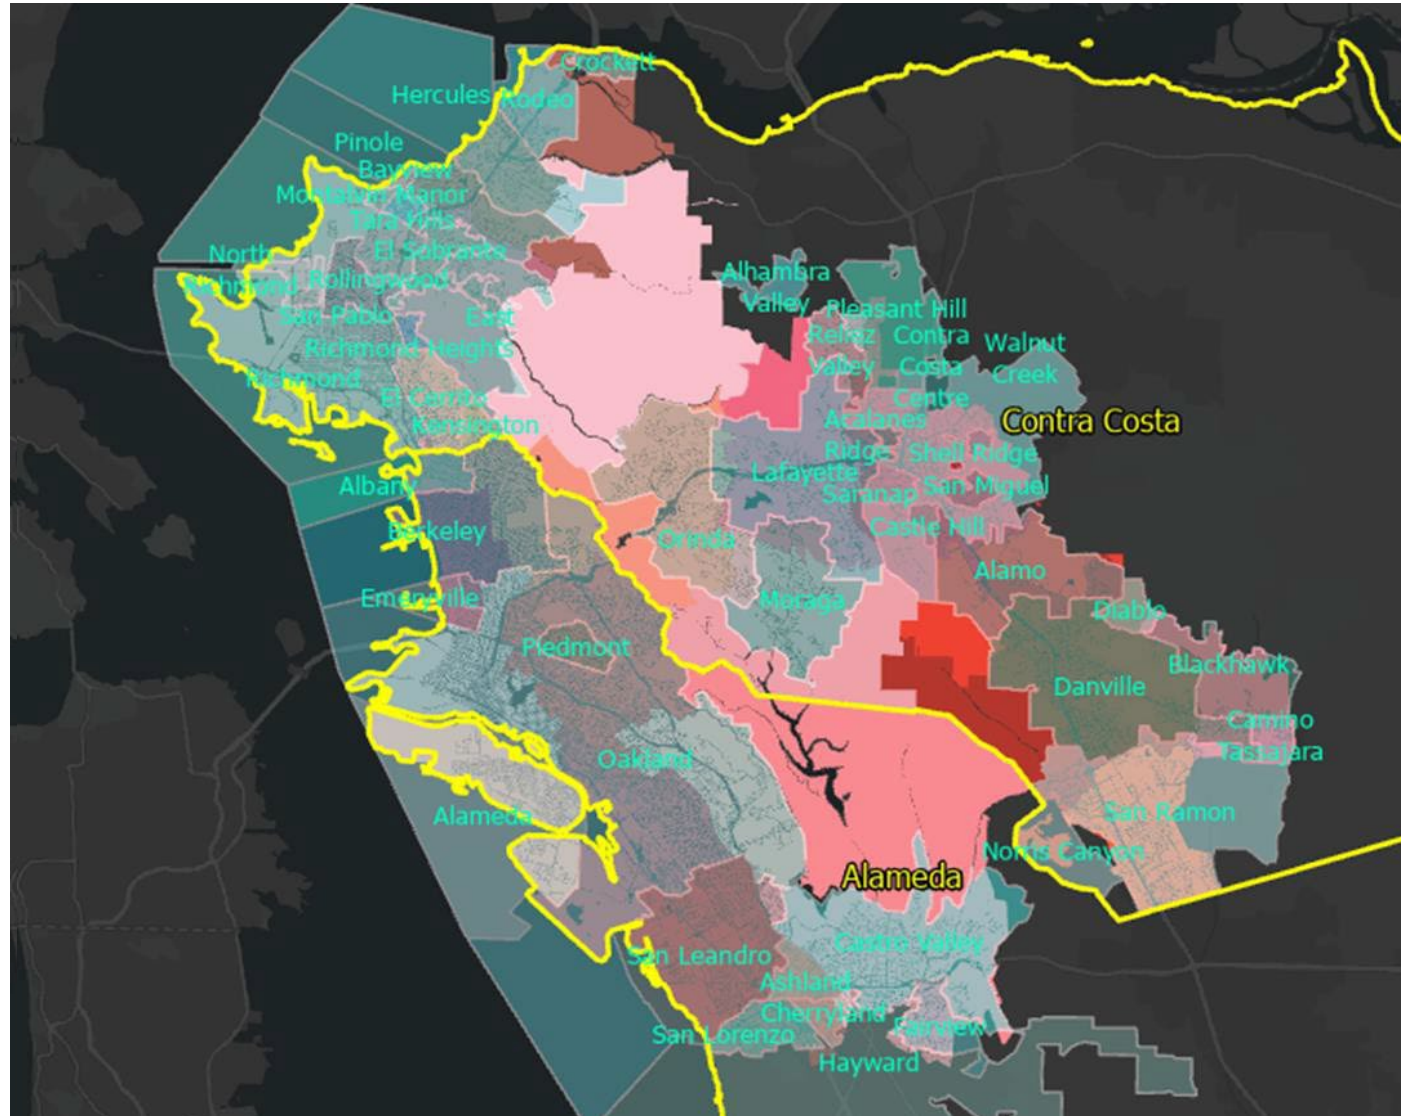 Crockett
Hercules
Rodeo
Pinole
Bayview
Montalvin Manor
Tara Hills
El Sobrante
North
Richmond
Rollingwood
San Pablo
East
Richmond Heights
Richmond
El Cerrito
Kensington
Alhambra
Valley
Pleasant Hill
Reliez
Valley
Contra
Costa
Centre
Walnut
Creek
Acalanes
Ridge
Contra Costa
Shell Ridge
Lafayette
Saranap
San Miguel
Castle Hill
Albany
Berkeley
Orinda
Alamo
Emeryville
Moraga
Diablo
Piedmont
Blackhawk
Danville
Camino
Tassajara
Oakland
San Ramon
Alameda
Norris Canyon
Alameda
Castro Valley
San Leandro
Ashland
Cherryland
Fairview
San Lorenzo
Hayward